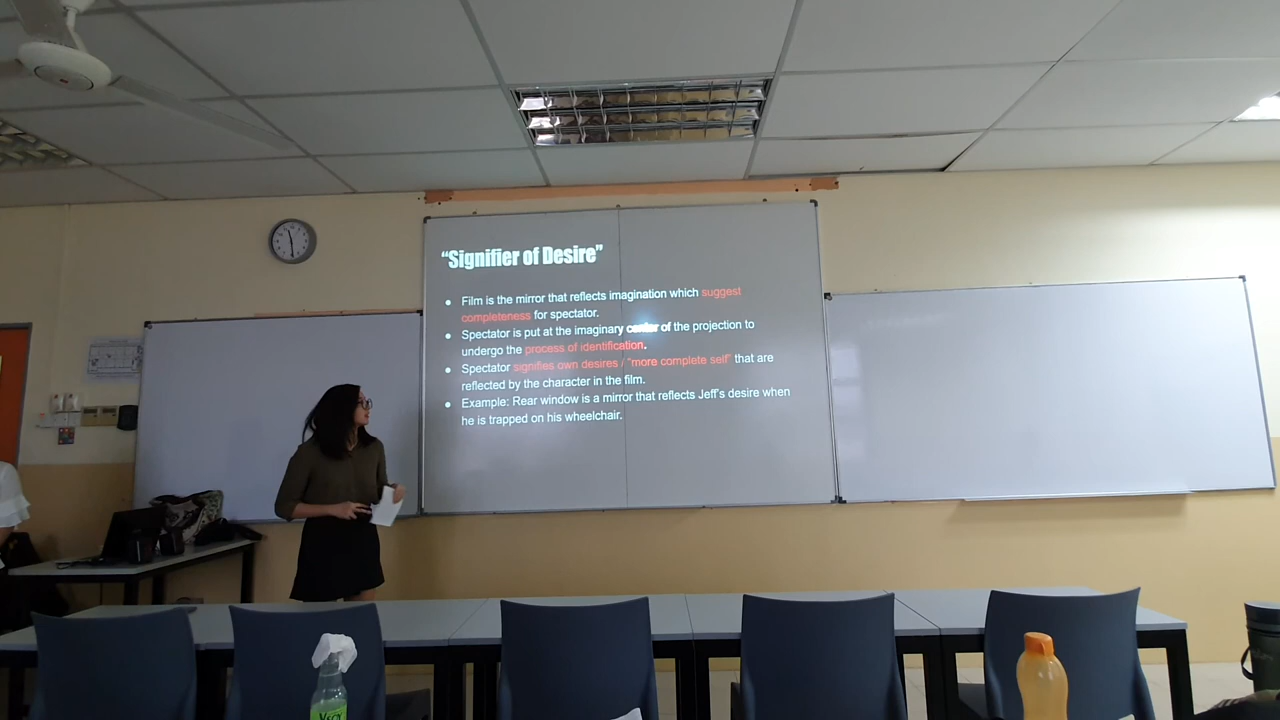 “Signifier of Desire”
● Film is the mirror that reflects imagination which suggest
completeness for spectator.
● Spectator is put at the imaginary center of the projection to
undergo the process of identification.
● Spectator signifies own desires / “more complete self” that are
reflected by the character in the film.
● Example: Rear window is a mirror that reflects Jeff's desire when
he is trapped on his wheelchair.